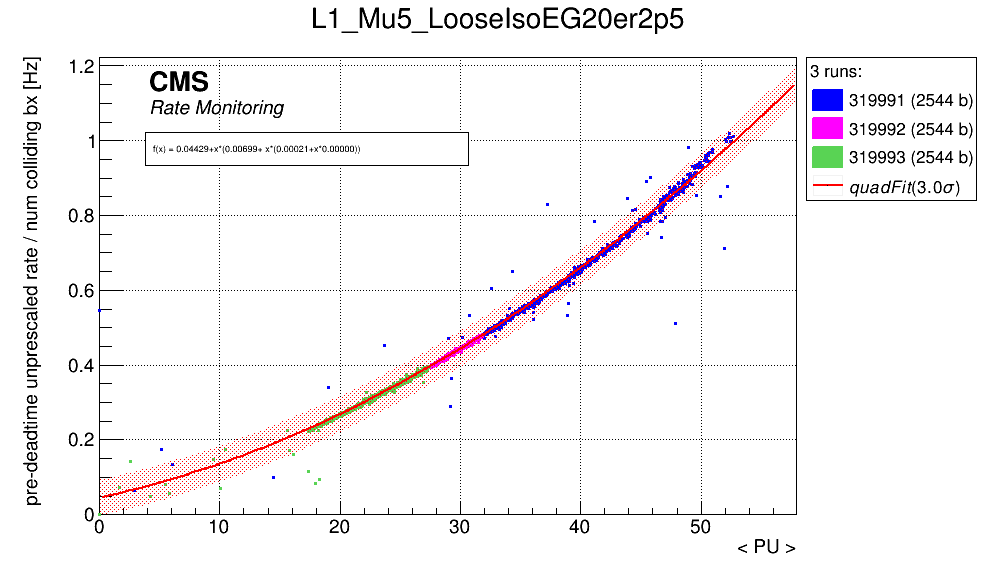 L1_Mu5_LooseIsoEG20er2p5
pre-deadtime unprescaled rate / num colliding bx [Hz]
1.2
1
0.8
0.6
0.4
0.2
0
CMS
Rate Monitoring
f(x) = 0.04429+x*(0.00699+ x*(0.00021+x*0.00000))
0 10 20 30 40 50
< PU >
3 runs:
319991 (2544 b)
319992 (2544 b)
319993 (2544 b)
quadFit(3.0σ)